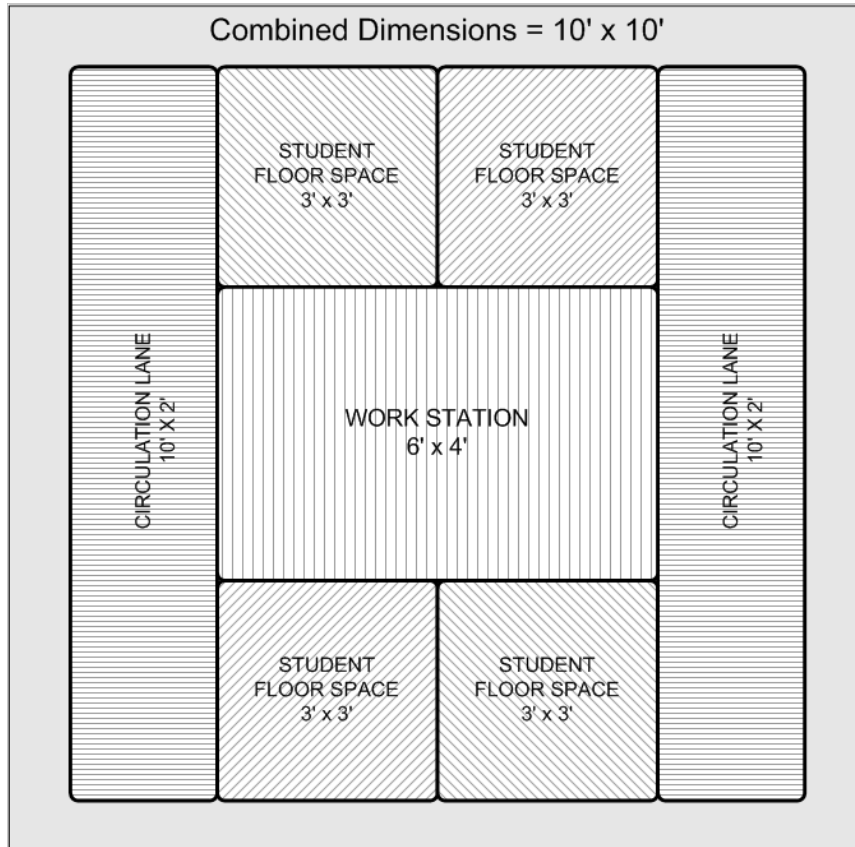 Combined Dimensions = 10' x 10'
STUDENT
FLOOR SPACE
3' x 3'
STUDENT
FLOOR SPACE
3' x 3'
CIRCULATION LANE
10' X 2'
WORK STATION
6' x 4'
CIRCULATION LANE
10' X 2'
STUDENT
FLOOR SPACE
3' x 3'
STUDENT
FLOOR SPACE
3' x 3'